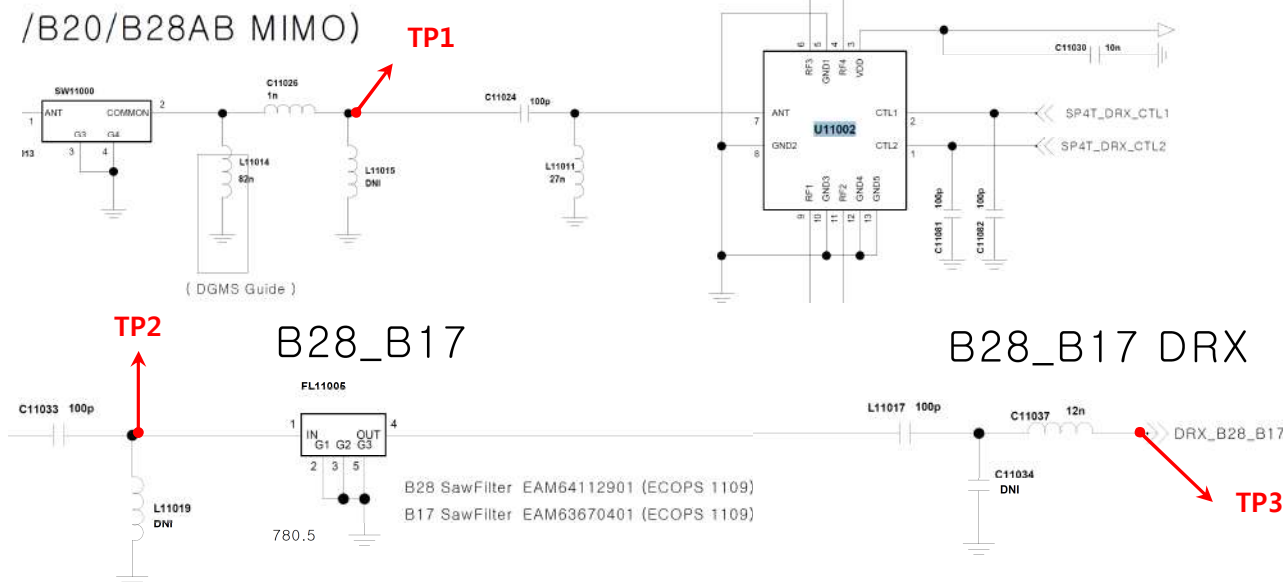 /B20/B28AB MIMO)
TP1
C11026
1n
SW11000
ANT
COMMON
G3
G4
1
2
3
4
L11014
82n
L11015
DNI
C11024
100p
L11011
27n
( DGMS Guide )
6
5
4
3
RF3
GND1
RF4
VDD
C11030
10n
7
ANT
CTL1
2
SP4T_DRX_CTL1
U11002
8
GND2
CTL2
1
SP4T_DRX_CTL2
RF1
GND3
RF2
GND4
GND5
9
10
11
12
13
100p
100p
C11081
C11082
TP2
B28_B17
C11033
100p
FL11006
1
IN
OUT
4
G1
G2
G3
2
3
5
L11019
DNI
780.5
B28 SawFilter EAM64112901 (ECOPS 1109)
B17 SawFilter EAM63670401 (ECOPS 1109)
B28_B17 DRX
L11017
100p
C11037
12n
DRX_B28_B17
C11034
DNI
TP3